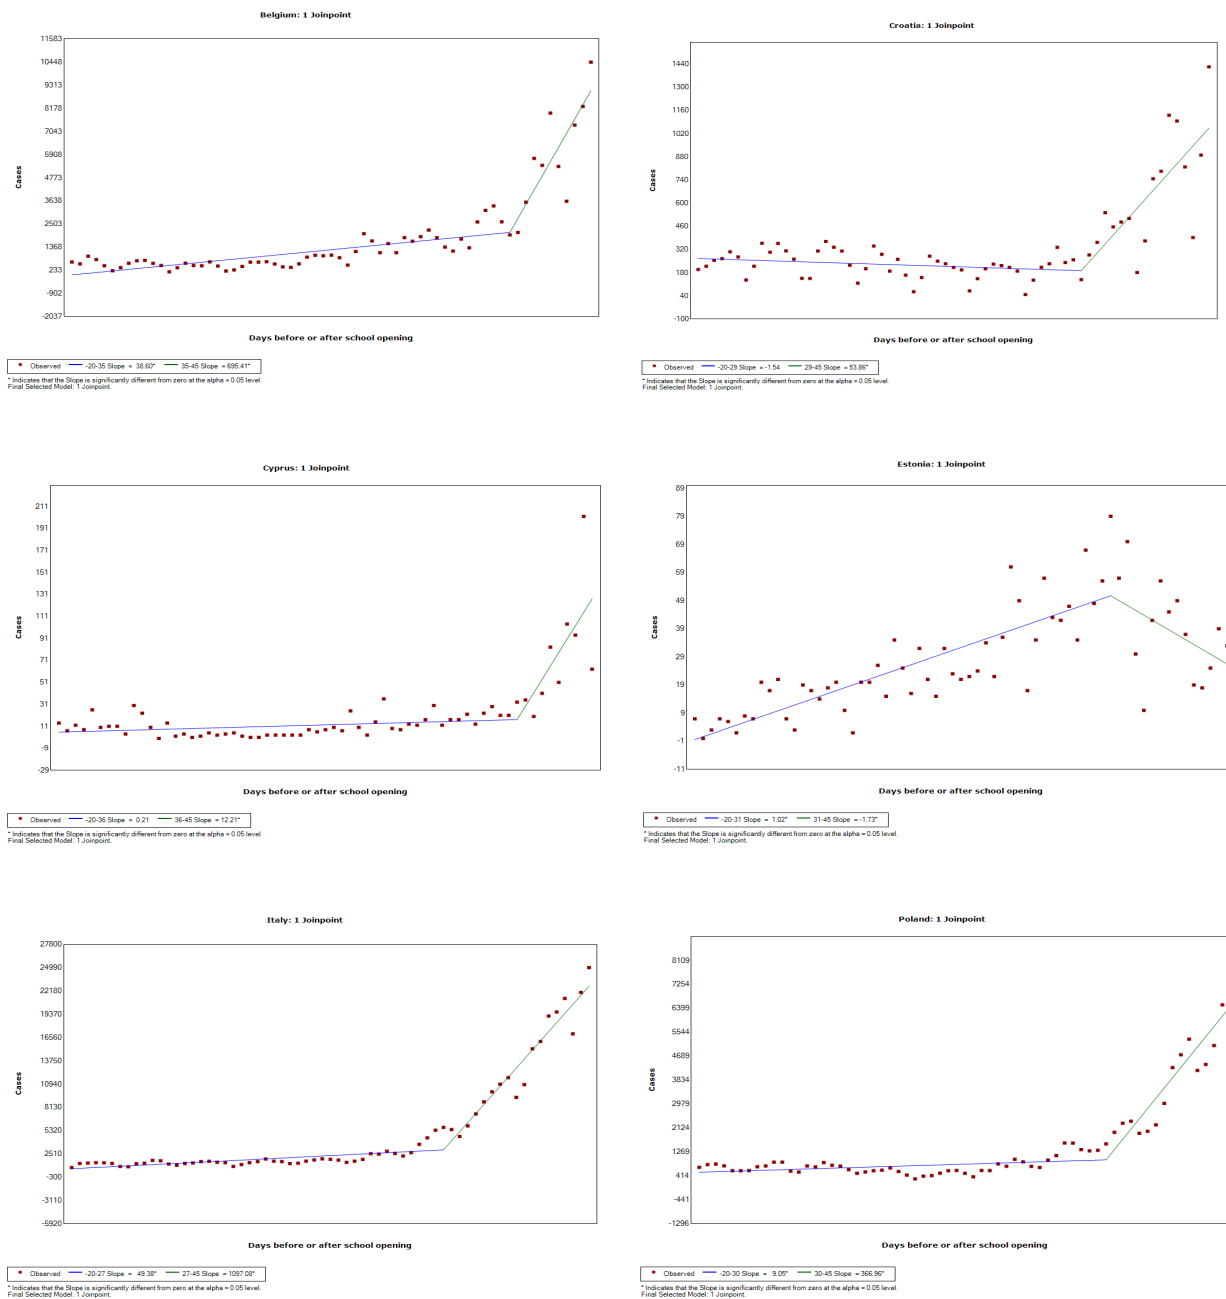 Belgium: 1 Joinpoint
11583
10448
9313
8178
7043
5908
4773
3638
2503
1368
233
-902
-2037
Cases
Days before or after school opening
Observed -20-35 Slope = 38.60* 35-45 Slope = 695.41*
* Indicates that the Slope is significantly different from zero at the alpha = 0.05 level.
Final Selected Model: 1 Joinpoint.
Croatia: 1 Joinpoint
1440
1300
1160
1020
880
740
600
460
320
180
40
-100
Cases
Days before or after school opening
Observed -20-29 Slope = -1.54 29-45 Slope = 53.86*
* Indicates that the Slope is significantly different from zero at the alpha = 0.05 level.
Final Selected Model: 1 Joinpoint.
Cyprus: 1 Joinpoint
211
191
171
151
131
111
91
71
51
31
11
-9
-29
Cases
Days before or after school opening
Observed -20-36 Slope = 0.21 36-45 Slope = 12.21*
* Indicates that the Slope is significantly different from zero at the alpha = 0.05 level.
Final Selected Model: 1 Joinpoint.
Estonia: 1 Joinpoint
89
79
69
59
49
39
29
19
9
-1
-11
Cases
Days before or after school opening
Observed -20-31 Slope = 1.02* 31-45 Slope = -1.73*
* Indicates that the Slope is significantly different from zero at the alpha = 0.05 level.
Final Selected Model: 1 Joinpoint.
Italy: 1 Joinpoint
27800
24990
22180
19370
16560
13750
10940
8130
5320
2510
-300
-3110
-5920
Cases
Days before or after school opening
Observed -20-27 Slope = 49.38* 27-45 Slope = 1097.08*
* Indicates that the Slope is significantly different from zero at the alpha = 0.05 level.
Final Selected Model: 1 Joinpoint.
Poland: 1 Joinpoint
8109
7254
6399
5544
4689
3834
2979
2124
1269
414
-441
-1296
Cases
Days before or after school opening
Observed -20-30 Slope = 9.05* 30-45 Slope = 366.96*
* Indicates that the Slope is significantly different from zero at the alpha = 0.05 level.
Final Selected Model: 1 Joinpoint.